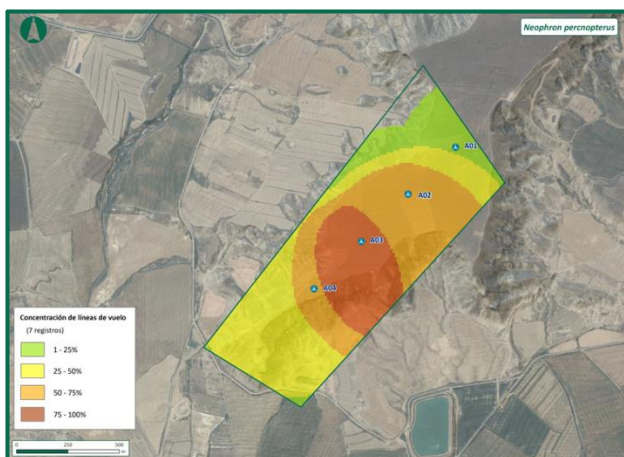 Neophron percnopterus
A01
A02
A03
A04
Concentración de líneas de vuelo
(7 registros)
1 - 25%
25 - 50%
50 - 75%
75 - 100%
0 250 500
m